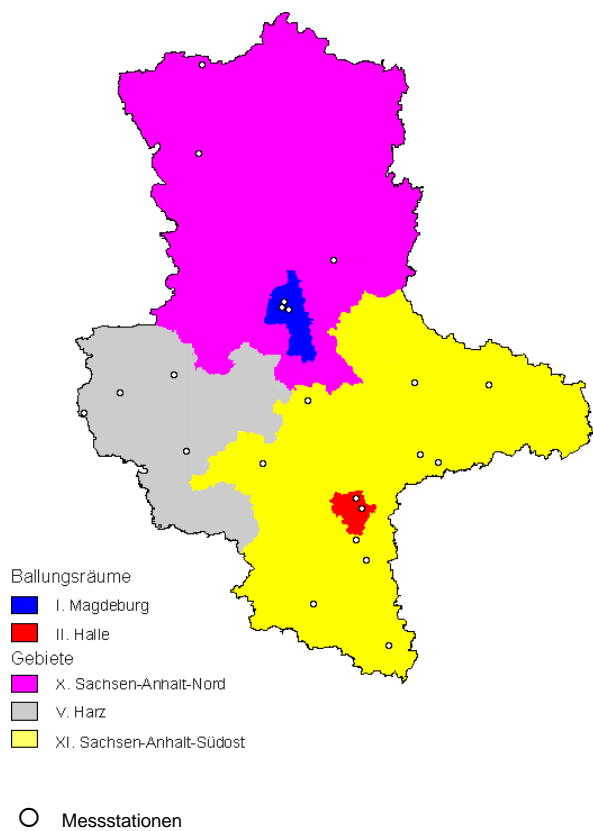 Ballungsräume
I. Magdeburg
II. Halle
Gebiete
X. Sachsen-Anhalt-Nord
V. Harz
XI. Sachsen-Anhalt-Südost
Messstationen